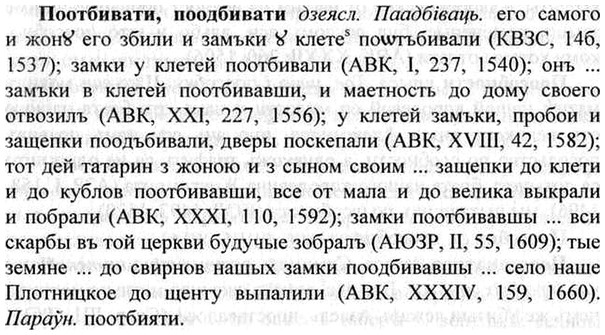 Поотбивати, поодбивати дзеясл. Паадбіваць. его самого
и жонꙋ его збили и замъки ꙋ клетеˢ поѡтъбивали (КВЗС, 14б,
1537); замки у клетей поотбивали (АВК, I, 237, 1540); онъ ...
замъки в клетей поотбивавши, и маетность до дому своего
отвозилъ (АВК, XXI, 227, 1556); у клетей замъки, пробои и
защепки поодъбивали, дверы поскепали (АВК, XVIII, 42, 1582);
тот дей татарин з жоною и з сыном своим ... защепки до клети
и до кублов поотбивавши, все от мала и до велика выкрали
и побрали (АВК, XXXI, 110, 1592); замки поотбивавшы ... вси
скарбы въ той церкви будучые зобралъ (АЮЗР, II, 55, 1609); тые
земяне ... до свирнов нашых замки поодбивавшы ... село наше
Плотницкое до щенту выпалили (АВК, XXXIV, 159, 1660).
Параўн. поотбияти.